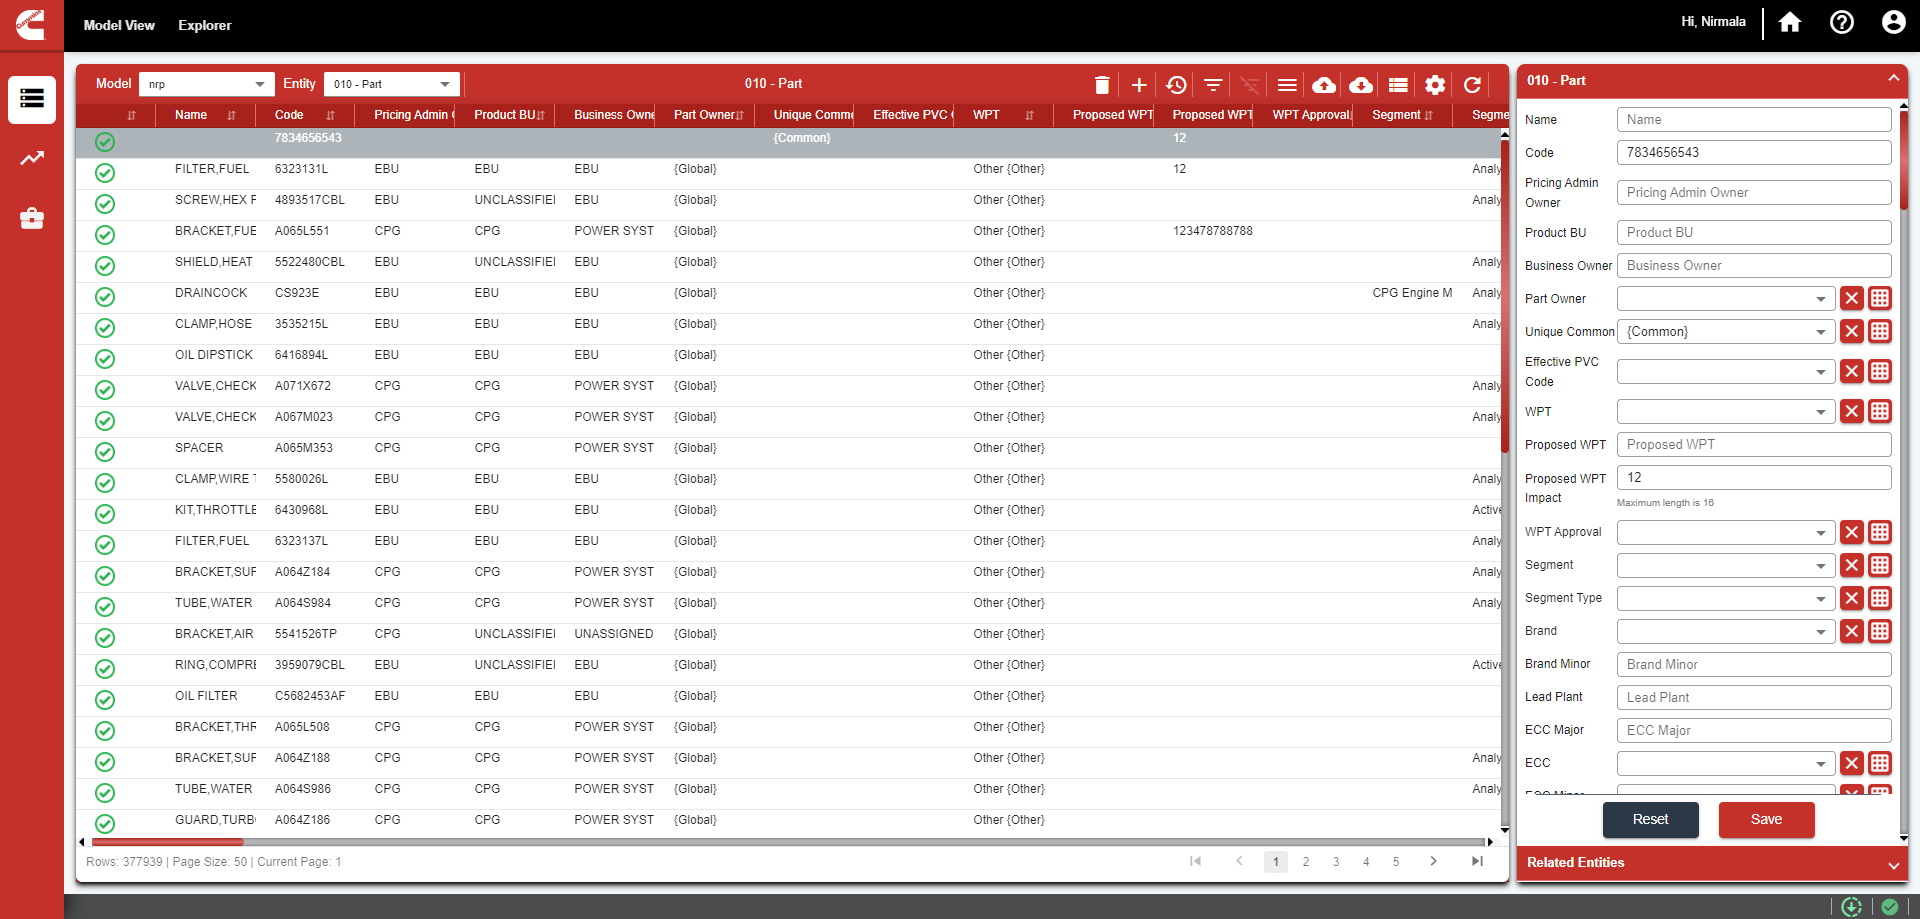 Cummins
Model View Explorer Hi, Nirmala
Model nrp Entity 010 - Part 010 - Part
Name Code Pricing Admin Product BU Business Owne Part Owner Unique Commo Effective PVC WPT Proposed WPT Proposed WPT WPT Approval Segment Segme
7834656543 {Common} 12
FILTER,FUEL 6323131L EBU EBU EBU {Global} Other {Other} 12 Analy
SCREW,HEX F 4893517CBL EBU UNCLASSIFIE EBU {Global} Other {Other} Analy
BRACKET,FUE A065L551 CPG CPG POWER SYST {Global} Other {Other} 123478788788
SHIELD,HEAT 5522480CBL EBU UNCLASSIFIE EBU {Global} Other {Other} Analy
DRAINCOCK CS923E EBU EBU EBU {Global} Other {Other} CPG Engine M Analy
CLAMP,HOSE 3535215L EBU EBU EBU {Global} Other {Other} Analy
OIL DIPSTICK 6416894L EBU EBU EBU {Global} Other {Other}
VALVE,CHECK A071X672 CPG CPG POWER SYST {Global} Other {Other} Analy
VALVE,CHECK A067M023 CPG CPG POWER SYST {Global} Other {Other} Analy
SPACER A065M353 CPG CPG POWER SYST {Global} Other {Other}
CLAMP,WIRE T 5580026L EBU EBU EBU {Global} Other {Other} Analy
KIT,THROTTLE 6430968L EBU EBU EBU {Global} Other {Other} Active
FILTER,FUEL 6323137L EBU EBU EBU {Global} Other {Other} Analy
BRACKET,SUF A064Z184 CPG CPG POWER SYST {Global} Other {Other} Analy
TUBE,WATER A064S984 CPG CPG POWER SYST {Global} Other {Other} Analy
BRACKET,AIR 5541526TP CPG UNCLASSIFIE UNASSIGNED {Global} Other {Other}
RING,COMPRE 3959079CBL EBU UNCLASSIFIE EBU {Global} Other {Other} Active
OIL FILTER C5682453AF EBU EBU EBU {Global} Other {Other}
BRACKET,THR A065L508 CPG CPG POWER SYST {Global} Other {Other}
BRACKET,SUF A064Z188 CPG CPG POWER SYST {Global} Other {Other} Analy
TUBE,WATER A064S986 CPG CPG POWER SYST {Global} Other {Other} Analy
GUARD,TURB A064Z186 CPG CPG POWER SYST {Global} Other {Other}
Rows: 377939 | Page Size: 50 | Current Page: 1 1 2 3 4 5
010 - Part
Name Name
Code 7834656543
Pricing Admin
Owner Pricing Admin Owner
Product BU Product BU
Business Owner Business Owner
Part Owner
Unique Common {Common}
Effective PVC
Code
WPT
Proposed WPT Proposed WPT
Proposed WPT
Impact 12
Maximum length is 16
WPT Approval
Segment
Segment Type
Brand
Brand Minor Brand Minor
Lead Plant Lead Plant
ECC Major ECC Major
ECC
ECC Minor
Reset Save
Related Entities